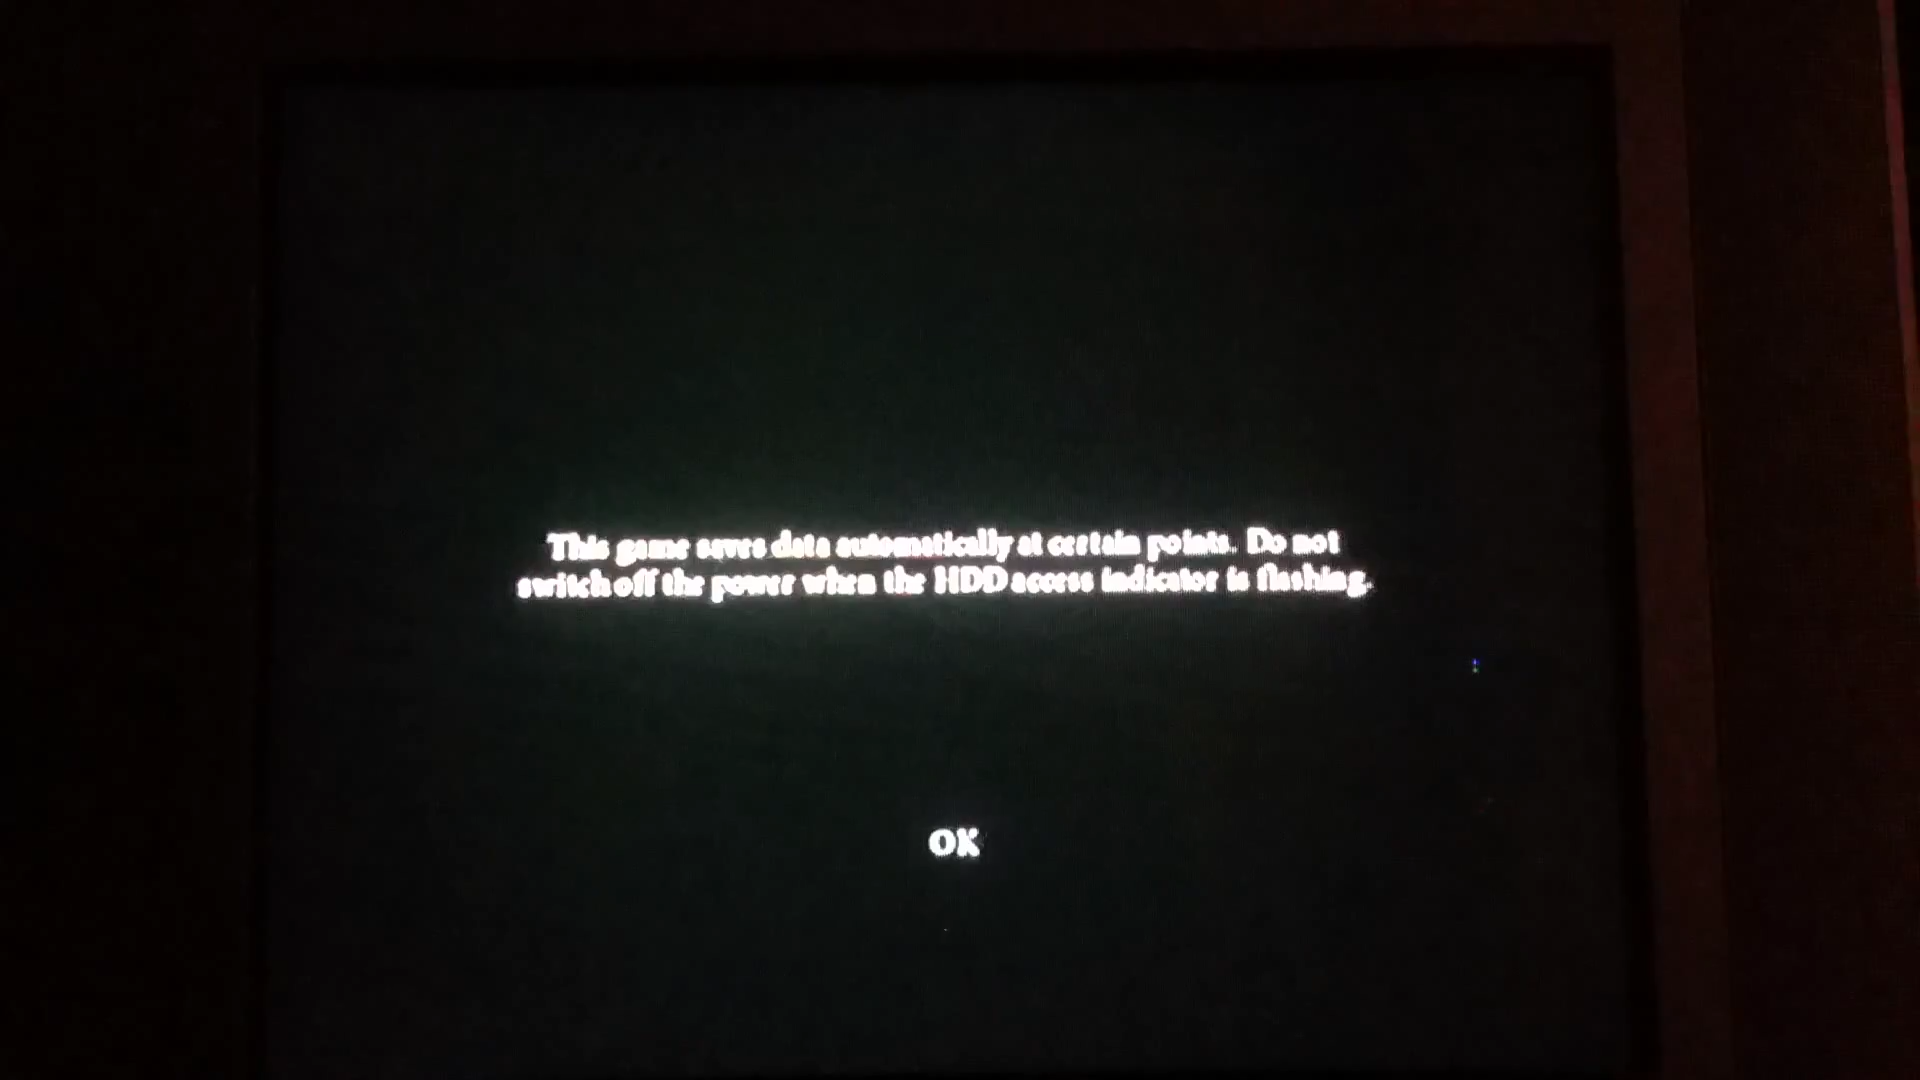 This game saves data automatically at certain points. Do not
switch off the power when the HDD access indicator is flashing.
OK